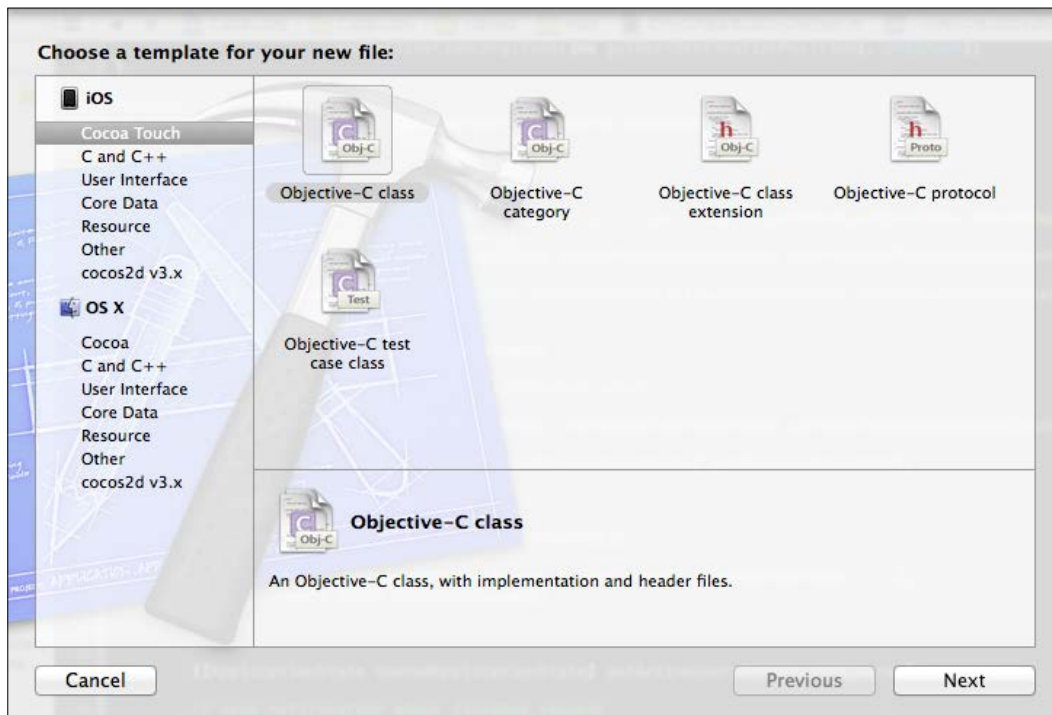 Choose a template for your new file:
iOS
Cocoa Touch
C and C++
User Interface
Core Data
Resource
Other
cocos2d v3.x
OS X
Cocoa
C and C++
User Interface
Core Data
Resource
Other
cocos2d v3.x
C
Obj-C
Objective-C class
C
Obj-C
Objective-C
category
h
Obj-C
Objective-C class
extension
h
Proto
Objective-C protocol
C
Test
Objective-C test
case class
C
Obj-C
Objective-C class
An Objective-C class, with implementation and header files.
Cancel
Previous
Next